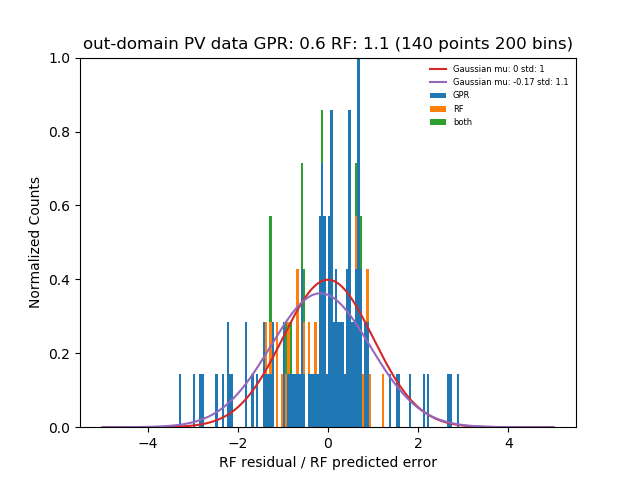 out-domain PV data GPR: 0.6 RF: 1.1 (140 points 200 bins)
1.0
0.8
0.6
0.4
0.2
0.0
Normalized Counts
Gaussian mu: 0 std: 1
Gaussian mu: -0.17 std: 1.1
GPR
RF
both
−4
−2
0
2
4
RF residual / RF predicted error